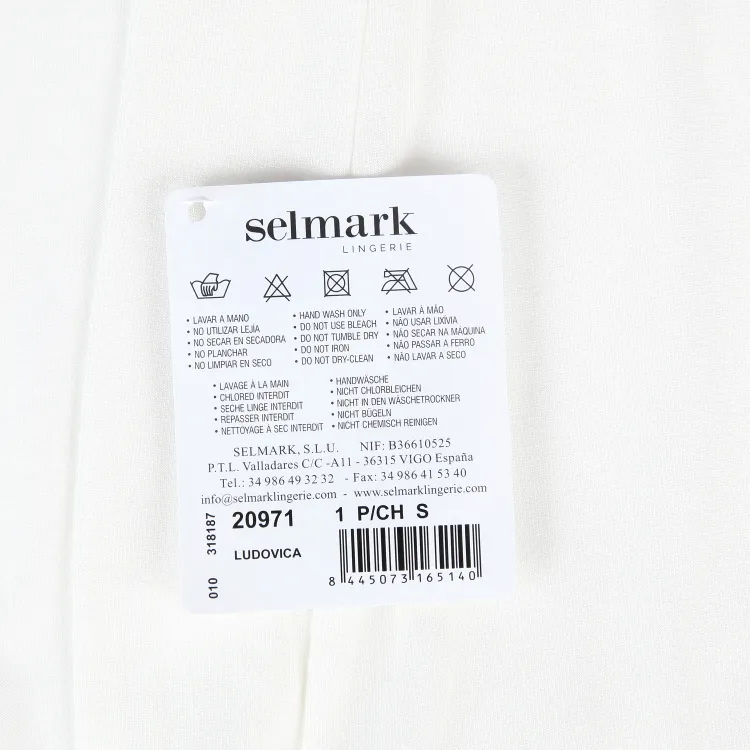 selmark
LINGERIE
• LAVAR A MANO
• NO UTILIZAR LEJÍA
• NO SECAR EN SECADORA
• NO PLANCHAR
• NO LIMPIAR EN SECO
• HAND WASH ONLY
• DO NOT USE BLEACH
• DO NOT TUMBLE DRY
• DO NOT IRON
• DO NOT DRY-CLEAN
• LAVAR À MÃO
• NÃO USAR LIXÍVIA
• NÃO SECAR NA MÁQUINA
• NÃO PASSAR A FERRO
• NÃO LAVAR A SECO
• LAVAGE À LA MAIN
• CHLORED INTERDIT
• SECHE LINGE INTERDIT
• REPASSER INTERDIT
• NETTOYAGE À SEC INTERDIT
• HANDWÄSCHE
• NICHT CHLORBLEICHEN
• NICHT IN DEN WÄSCHETROCKNER
• NICHT BÜGELN
• NICHT CHEMISCH REINIGEN
SELMARK, S.L.U. NIF: B36610525
P.T.L. Valladares C/C -A11 - 36315 VIGO España
Tel.: 34 986 49 32 32 - Fax: 34 986 41 53 40
info@selmarklingerie.com - www.selmarklingerie.com
010 318187
20971 1 P/CH S
LUDOVICA
8 445073 165140